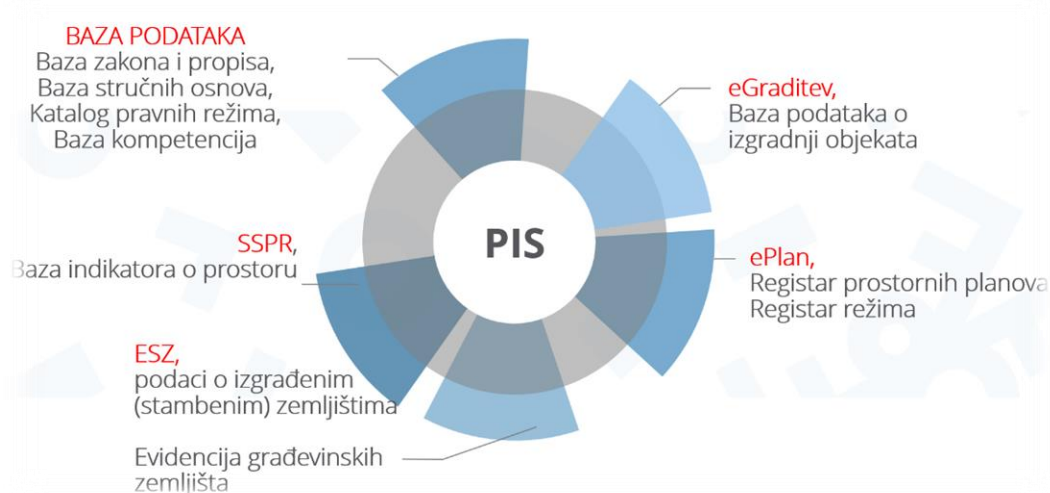 BAZA PODATAKA
Baza zakona i propisa,
Baza stručnih osnova,
Katalog pravnih režima,
Baza kompetencija
eGraditev,
Baza podataka o
izgradnji objekata
PIS
SSPR,
Baza indikatora o prostoru
ePlan,
Registar prostornih planova
Registar režima
ESZ,
podaci o izgrađenim
(stambenim) zemljištima
Evidencija građevinskih
zemljišta